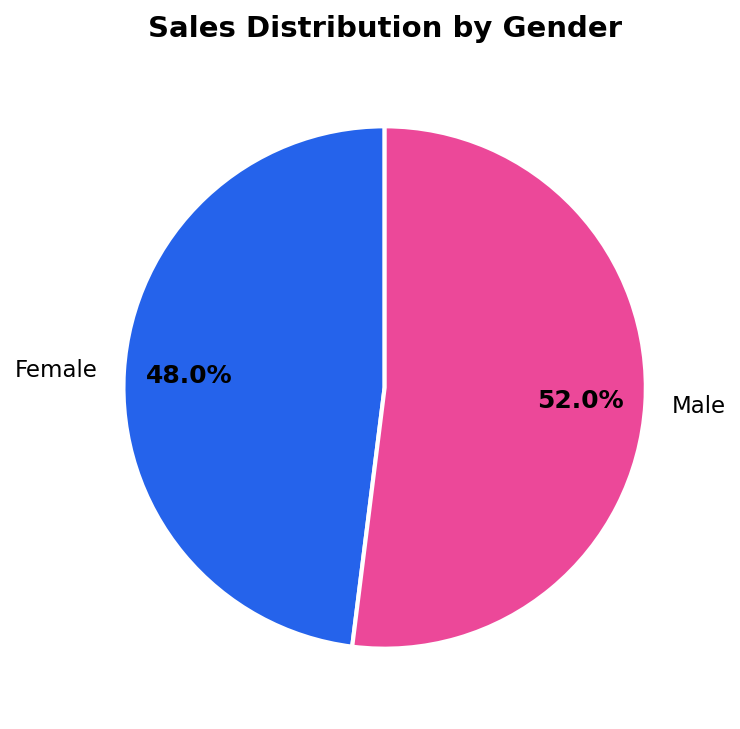 Sales Distribution by Gender
Female
48.0%
52.0%
Male